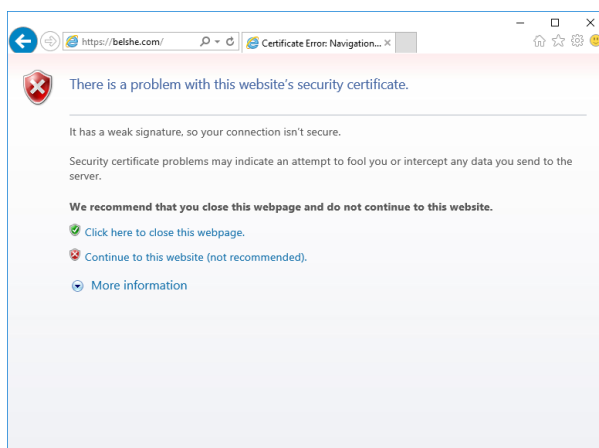 https://belshe.com/
Certificate Error: Navigation...
There is a problem with this website's security certificate.
It has a weak signature, so your connection isn't secure.
Security certificate problems may indicate an attempt to fool you or intercept any data you send to the
server.
We recommend that you close this webpage and do not continue to this website.
Click here to close this webpage.
Continue to this website (not recommended).
More information